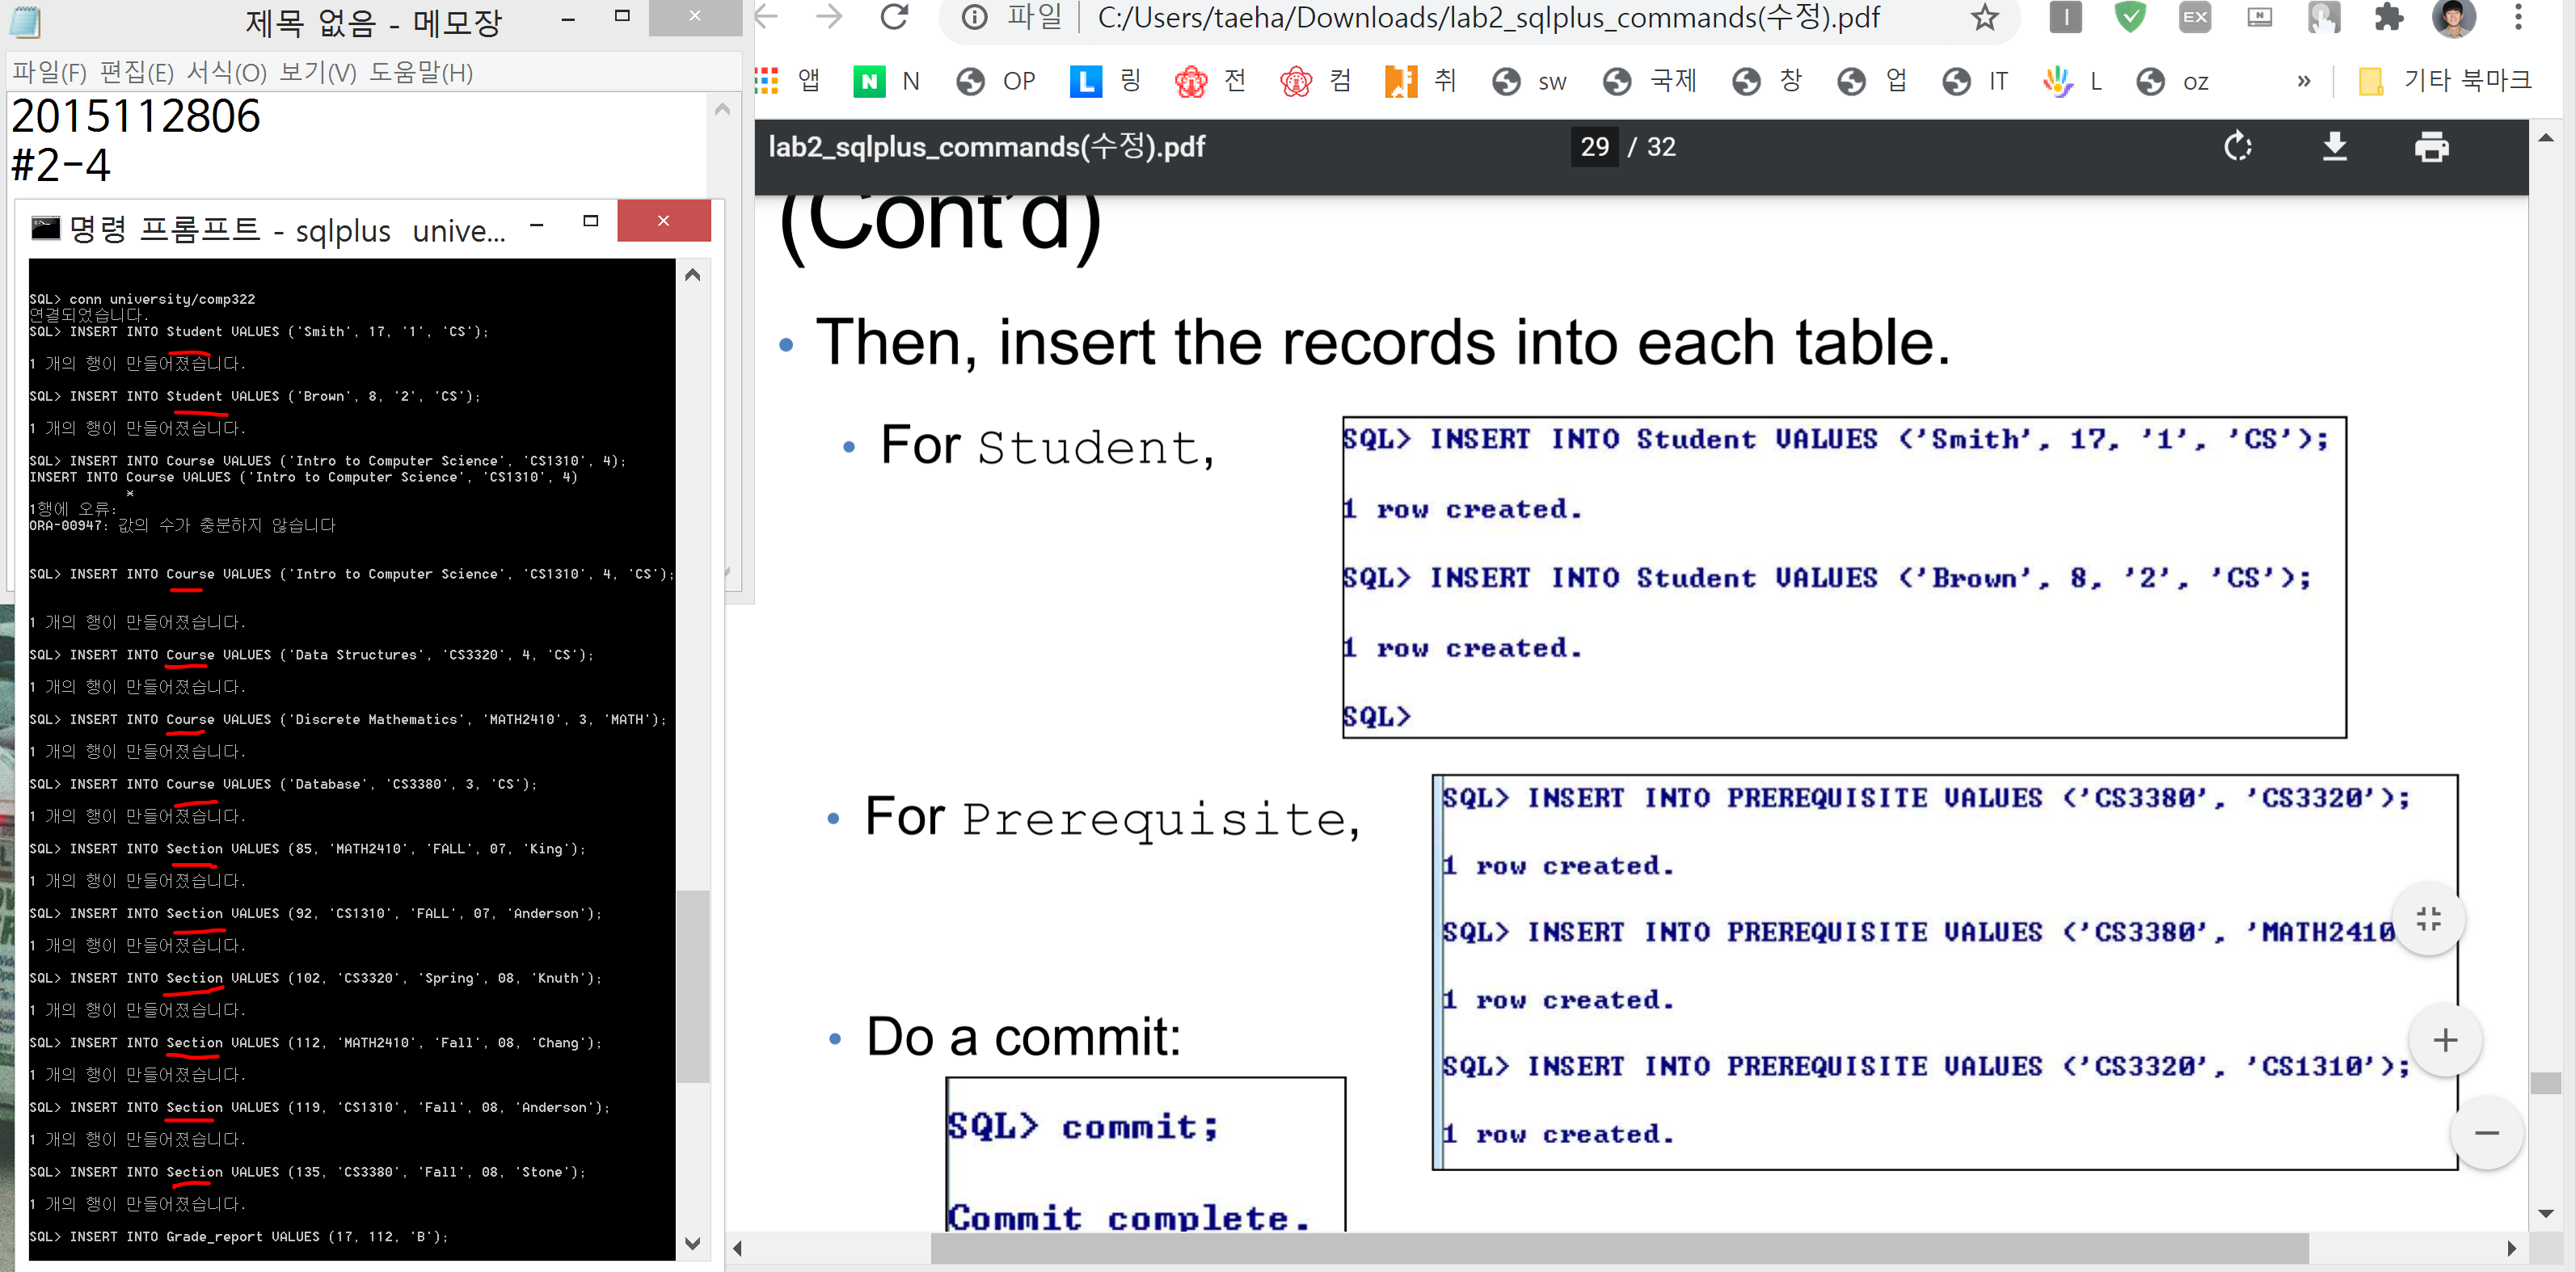 제목 없음 - 메모장
파일(F) 편집(E) 서식(O) 보기(V) 도움말(H)
2015112806
#2-4
명령 프롬프트 - sqlplus unive...
SQL> conn university/comp322
연결되었습니다.
SQL> INSERT INTO Student VALUES ('Smith', 17, '1', 'CS');
1 개의 행이 만들어졌습니다.
SQL> INSERT INTO Student VALUES ('Brown', 8, '2', 'CS');
1 개의 행이 만들어졌습니다.
SQL> INSERT INTO Course VALUES ('Intro to Computer Science', 'CS1310', 4);
INSERT INTO Course VALUES ('Intro to Computer Science', 'CS1310', 4)
*
1행에 오류:
ORA-00947: 값의 수가 충분하지 않습니다
SQL> INSERT INTO Course VALUES ('Intro to Computer Science', 'CS1310', 4, 'CS');
1 개의 행이 만들어졌습니다.
SQL> INSERT INTO Course VALUES ('Data Structures', 'CS3320', 4, 'CS');
1 개의 행이 만들어졌습니다.
SQL> INSERT INTO Course VALUES ('Discrete Mathematics', 'MATH2410', 3, 'MATH');
1 개의 행이 만들어졌습니다.
SQL> INSERT INTO Course VALUES ('Database', 'CS3380', 3, 'CS');
1 개의 행이 만들어졌습니다.
SQL> INSERT INTO Section VALUES (85, 'MATH2410', 'FALL', 07, 'King');
1 개의 행이 만들어졌습니다.
SQL> INSERT INTO Section VALUES (92, 'CS1310', 'FALL', 07, 'Anderson');
1 개의 행이 만들어졌습니다.
SQL> INSERT INTO Section VALUES (102, 'CS3320', 'Spring', 08, 'Knuth');
1 개의 행이 만들어졌습니다.
SQL> INSERT INTO Section VALUES (112, 'MATH2410', 'Fall', 08, 'Chang');
1 개의 행이 만들어졌습니다.
SQL> INSERT INTO Section VALUES (119, 'CS1310', 'Fall', 08, 'Anderson');
1 개의 행이 만들어졌습니다.
SQL> INSERT INTO Section VALUES (135, 'CS3380', 'Fall', 08, 'Stone');
1 개의 행이 만들어졌습니다.
SQL> INSERT INTO Grade_report VALUES (17, 112, 'B');
파일 | C:/Users/taeha/Downloads/lab2_sqlplus_commands(수정).pdf
앱 N OP 링 전 컴 취 sw 국제 창 업 IT L oz » 기타 북마크
lab2_sqlplus_commands(수정).pdf 29 / 32
(Cont'd)
• Then, insert the records into each table.
• For Student,
SQL> INSERT INTO Student VALUES ('Smith', 17, '1', 'CS');
1 row created.
SQL> INSERT INTO Student VALUES ('Brown', 8, '2', 'CS');
1 row created.
SQL>
• For Prerequisite,
SQL> INSERT INTO PREREQUISITE VALUES ('CS3380', 'CS3320');
1 row created.
SQL> INSERT INTO PREREQUISITE VALUES ('CS3380', 'MATH2410
1 row created.
SQL> INSERT INTO PREREQUISITE VALUES ('CS3320', 'CS1310');
1 row created.
• Do a commit:
SQL> commit;
Commit complete.